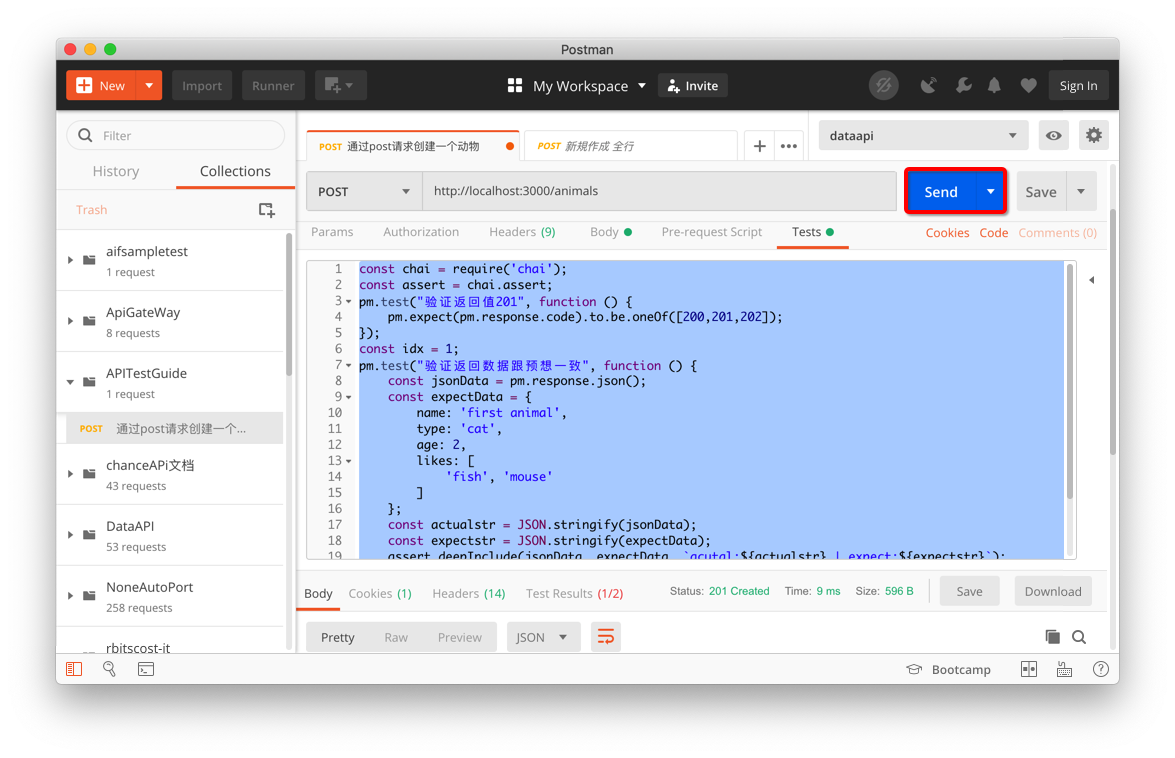 Postman
New Import Runner My Workspace Invite Sign In
Filter
History Collections
Trash
aifsampletest
1 request
ApiGateWay
8 requests
APITestGuide
1 request
POST 通过post请求创建一个...
chanceAPi文档
43 requests
DataAPI
53 requests
NoneAutoPort
258 requests
rbitscost-it
POST 通过post请求创建一个动物 POST 新規作成 全行 dataapi
POST http://localhost:3000/animals Send Save
Params Authorization Headers (9) Body Pre-request Script Tests Cookies Code Comments (0)
1 const chai = require('chai');
2 const assert = chai.assert;
3 pm.test("验证返回值201", function () {
4 pm.expect(pm.response.code).to.be.oneOf([200,201,202]);
5 });
6 const idx = 1;
7 pm.test("验证返回数据跟预想一致", function () {
8 const jsonData = pm.response.json();
9 const expectData = {
10 name: 'first animal',
11 type: 'cat',
12 age: 2,
13 likes: [
14 'fish', 'mouse'
15 ]
16 };
17 const actualstr = JSON.stringify(jsonData);
18 const expectstr = JSON.stringify(expectData);
19 assert.deepInclude(jsonData, expectData, `acutal:${actualstr} | expect:${expectstr}`);
Body Cookies (1) Headers (14) Test Results (1/2) Status: 201 Created Time: 9 ms Size: 596 B Save Download
Pretty Raw Preview JSON
Bootcamp